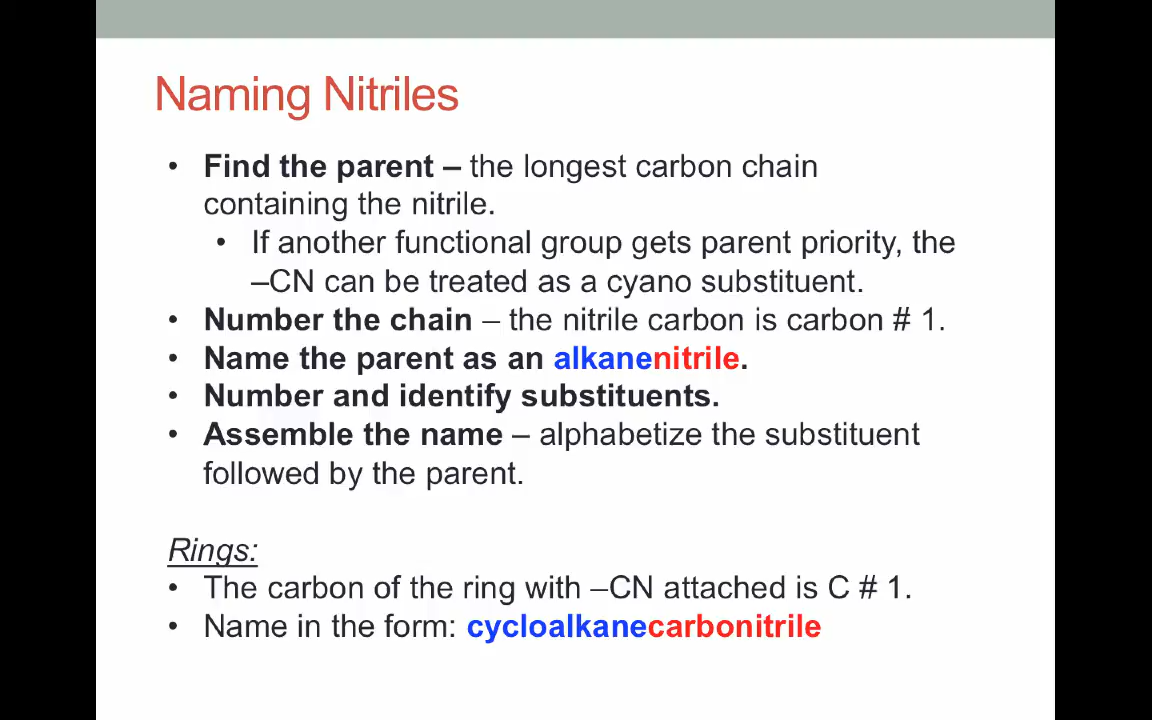 Naming Nitriles
• Find the parent – the longest carbon chain
containing the nitrile.
• If another functional group gets parent priority, the
–CN can be treated as a cyano substituent.
• Number the chain – the nitrile carbon is carbon # 1.
• Name the parent as an alkanenitrile.
• Number and identify substituents.
• Assemble the name – alphabetize the substituent
followed by the parent.
Rings:
• The carbon of the ring with –CN attached is C # 1.
• Name in the form: cycloalkanecarbonitrile